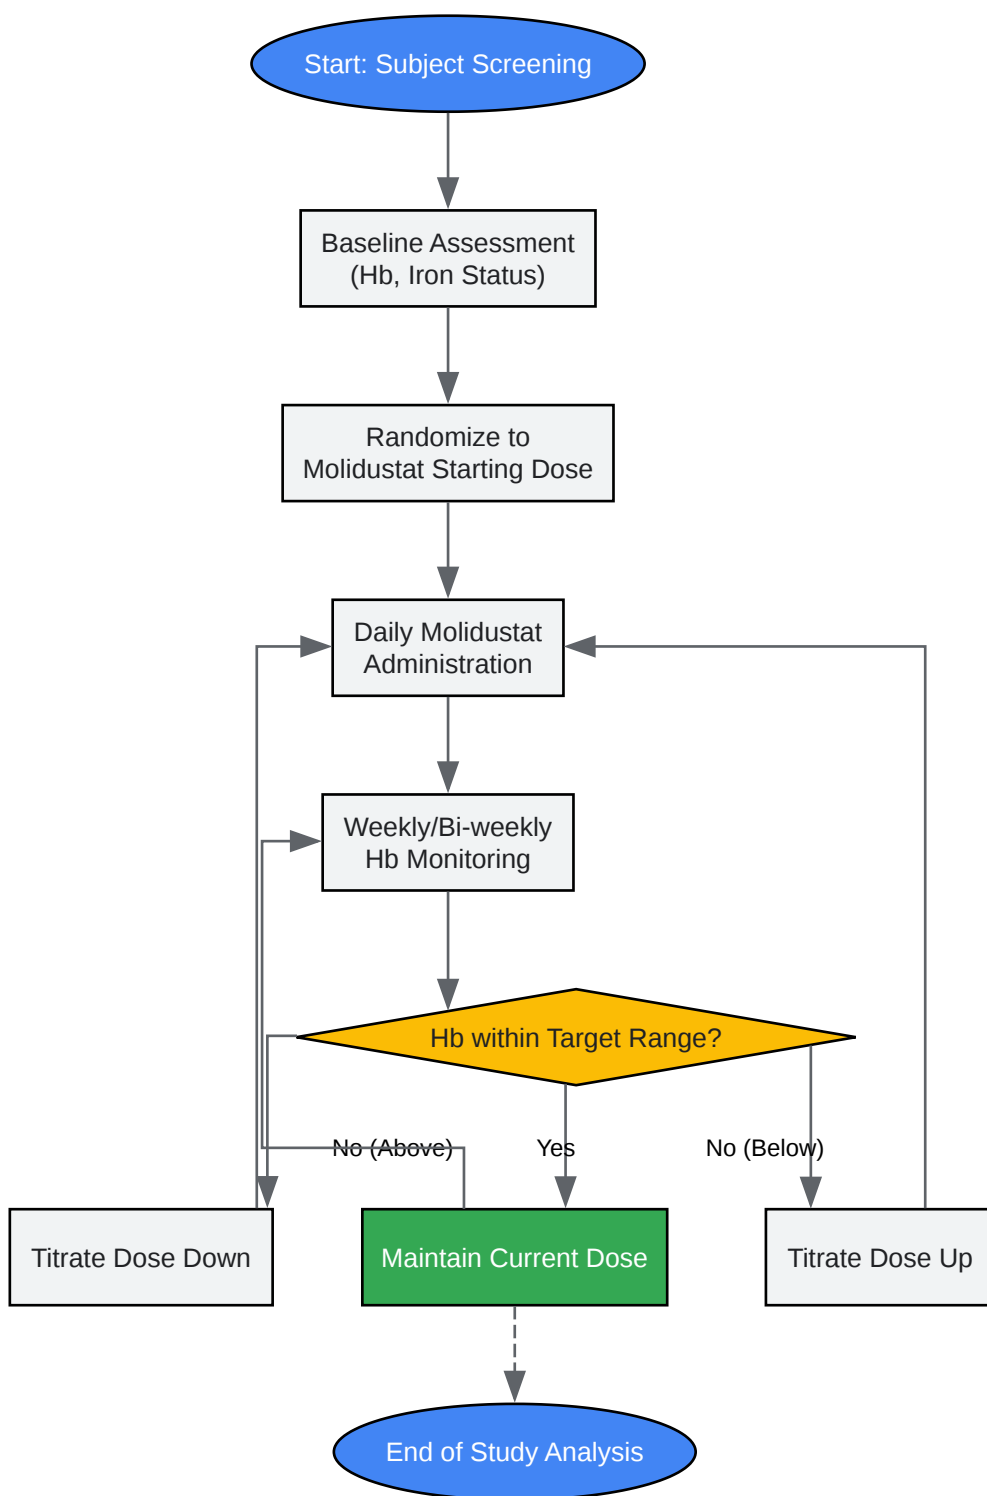 Start: Subject Screening
Baseline Assessment
(Hb, Iron Status)
Randomize to
Molidustat Starting Dose
Daily Molidustat
Administration
Weekly/Bi-weekly
Hb Monitoring
Hb within Target Range?
No (Above)
Yes
No (Below)
Titrate Dose Down
Maintain Current Dose
Titrate Dose Up
End of Study Analysis